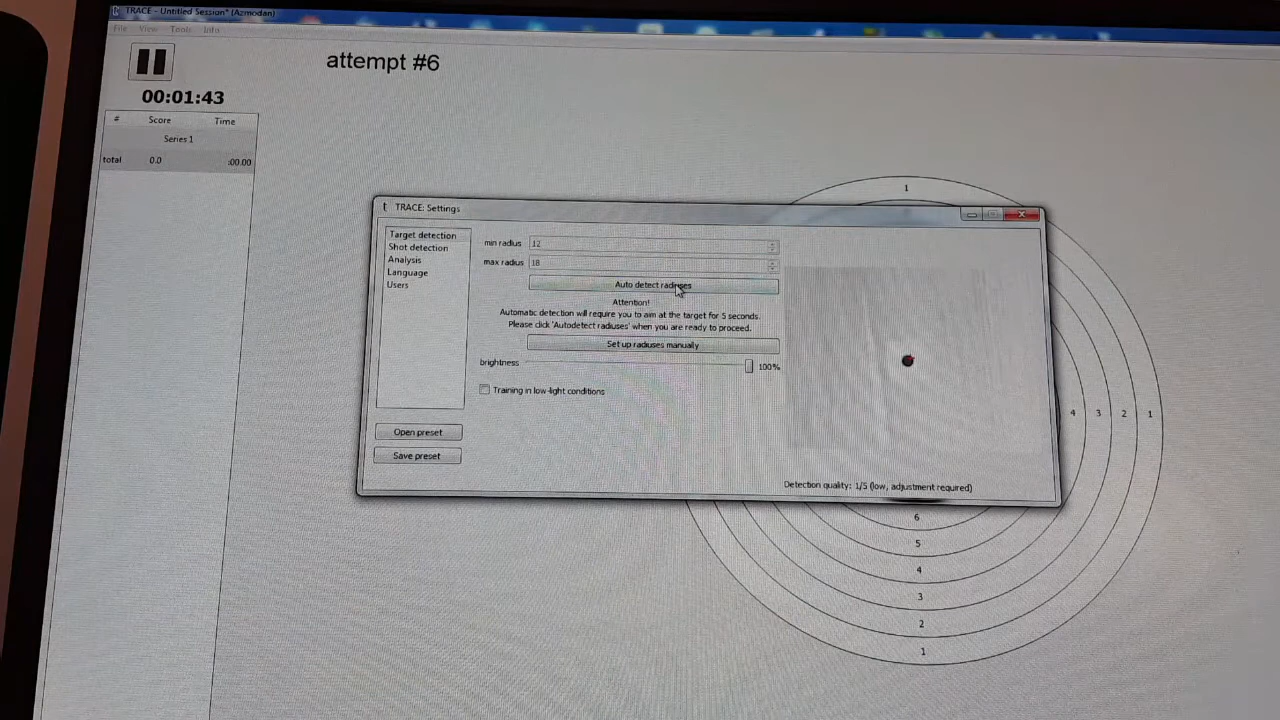 TRACE - Untitled Session* (Azmodan)
File View Tools Info
attempt #6
00:01:43
# Score Time
Series 1
total 0.0 :00.00
1
TRACE: Settings
Target detection
Shot detection
Analysis
Language
Users
min radius 12
max radius 18
Auto detect radiuses
Attention!
Automatic detection will require you to aim at the target for 5 seconds.
Please click 'Autodetect radiuses' when you are ready to proceed.
Set up radiuses manually
brightness 100%
Training in low-light conditions
Open preset
Save preset
Detection quality: 1/5 (low, adjustment required)
4 3 2 1
6
5
4
3
2
1